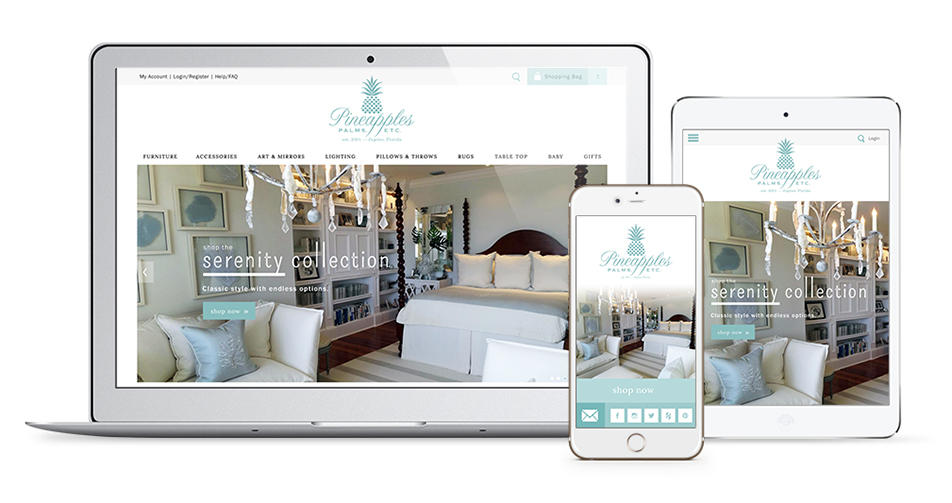 My Account | Login/Register | Help/FAQ
Shopping Bag
Pineapples
PALMS, ETC.
FURNITURE ACCESSORIES ART & MIRRORS LIGHTING PILLOWS & THROWS RUGS TABLE TOP BABY GIFTS
shop the
serenity collection
Classic style with endless options.
shop now »
Pineapples
PALMS, ETC.
shop now
Login
Pineapples
PALMS, ETC.
shop the
serenity collection
Classic style with endless options.
shop now »